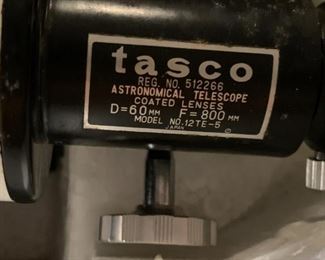 tasco
REG. NO. 512266
ASTRONOMICAL TELESCOPE
COATED LENSES
D=60MM F=800MM
MODEL NO.12TE-5
JAPAN ©